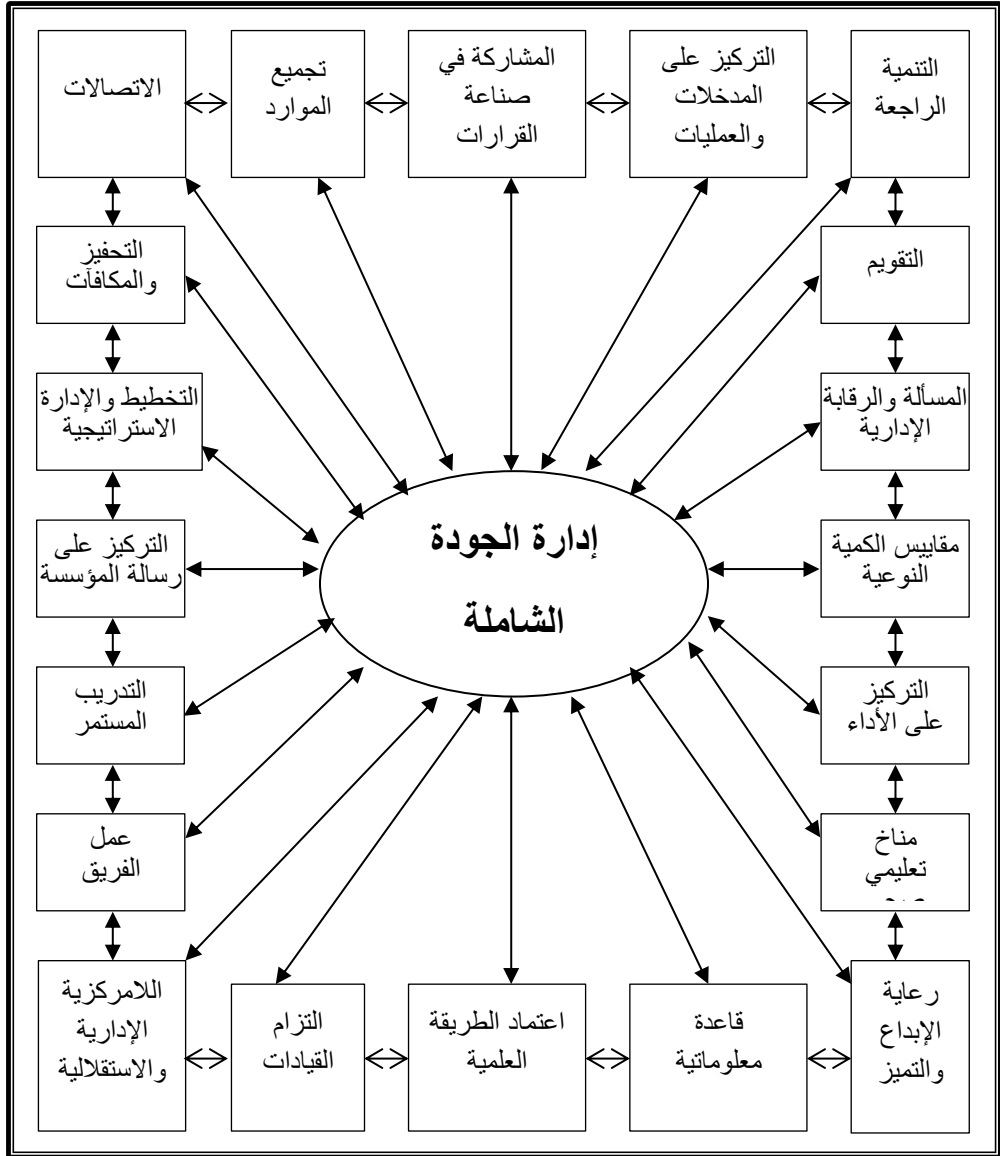 التنمية
الراجعة
التركيز على
المدخلات
والعمليات
المشاركة في
صناعة
القرارات
تجميع
الموارد
الاتصالات
التقويم
التحفيز
والمكافآت
المسألة والرقابة
الإدارية
التخطيط والإدارة
الاستراتيجية
إدارة الجودة
الشاملة
مقاييس الكمية
النوعية
التركيز على
رسالة المؤسسة
التركيز
على الأداء
التدريب
المستمر
مناخ
تعليمي
عمل
الفريق
رعاية
الإبداع
والتميز
قاعدة
معلوماتية
اعتماد الطريقة
العلمية
التزام
القيادات
اللامركزية
الإدارية
والاستقلالية